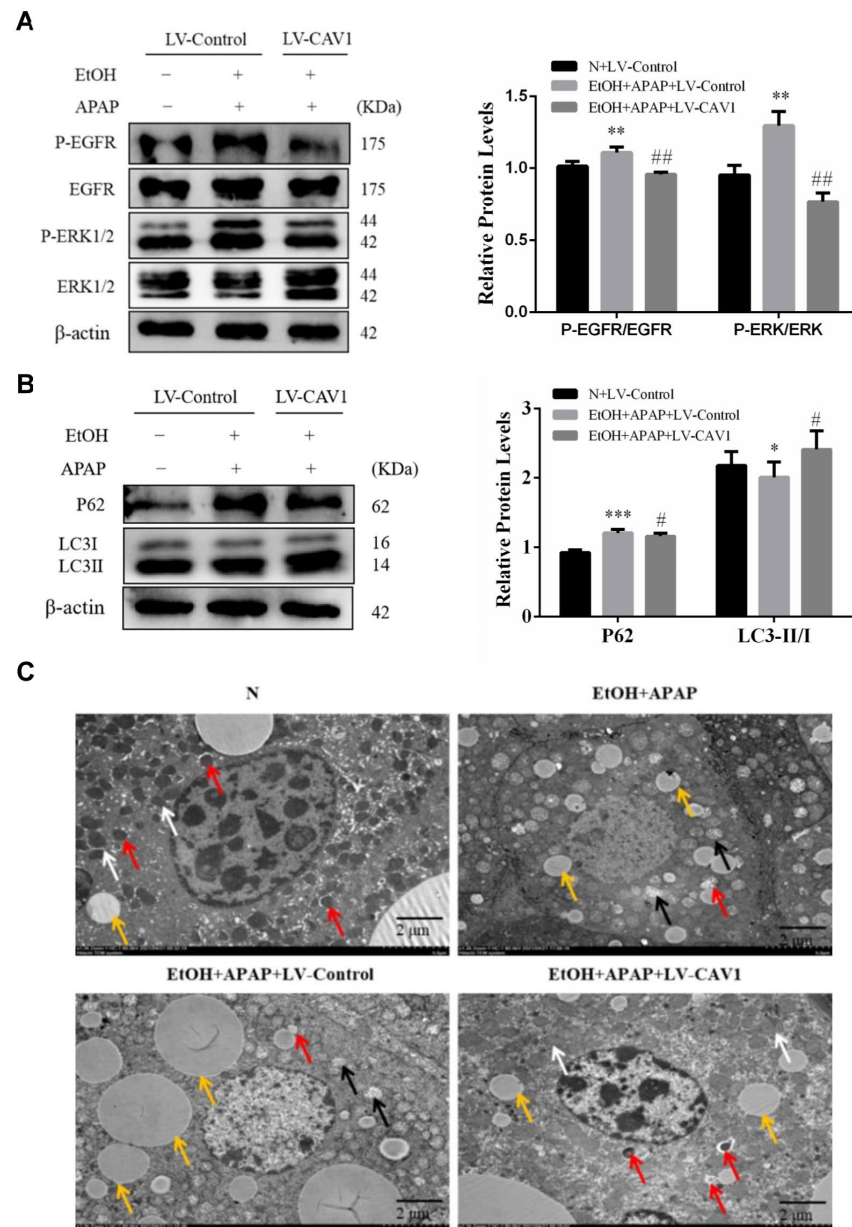 A
LV-Control LV-CAV1
EtOH – + +
APAP – + + (KDa)
P-EGFR 175
EGFR 175
P-ERK1/2 44
42
ERK1/2 44
42
β-actin 42
N+LV-Control
EtOH+APAP+LV-Control
EtOH+APAP+LV-CAV1
Relative Protein Levels
1.5
1.0
0.5
0.0
** ## ** ##
P-EGFR/EGFR P-ERK/ERK
B
LV-Control LV-CAV1
EtOH – + +
APAP – + + (KDa)
P62 62
LC3I 16
LC3II 14
β-actin 42
N+LV-Control
EtOH+APAP+LV-Control
EtOH+APAP+LV-CAV1
Relative Protein Levels
3
2
1
0
*** # * #
P62 LC3-II/I
C
N EtOH+APAP
2 μm 2 μm
EtOH+APAP+LV-Control EtOH+APAP+LV-CAV1
2 μm 2 μm